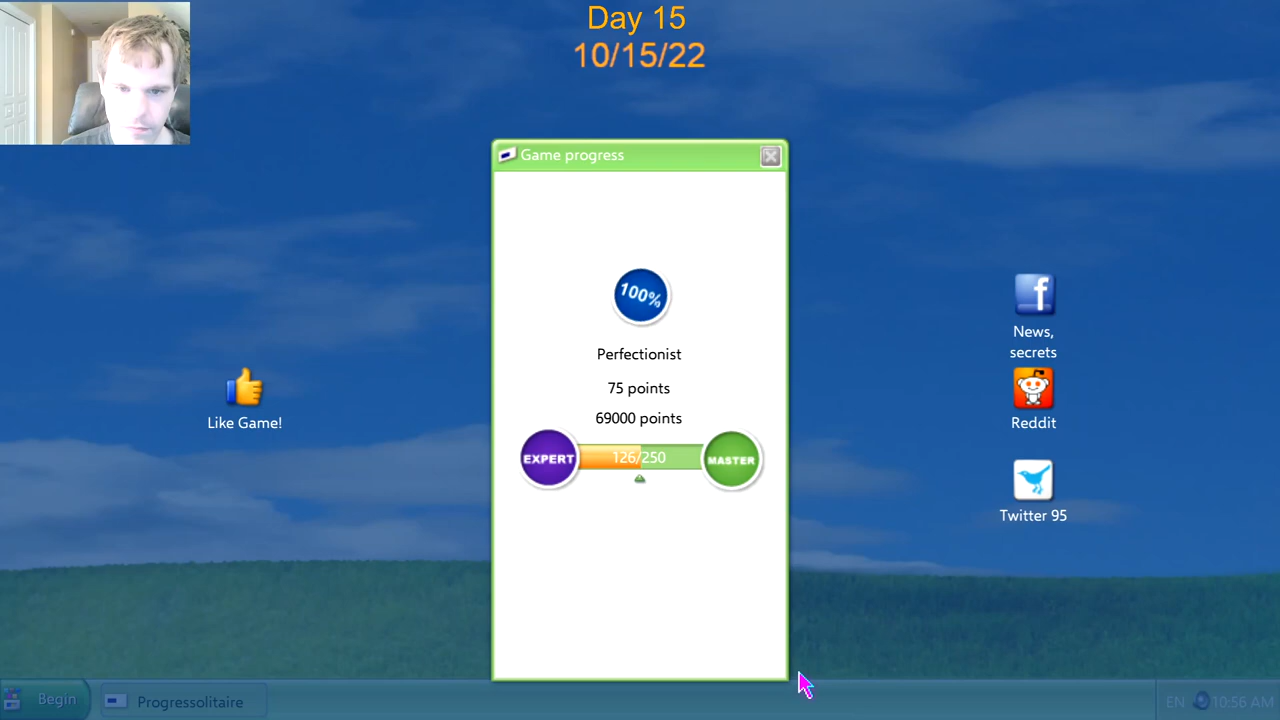 Day 15
10/15/22
Game progress
100%
Perfectionist
75 points
69000 points
EXPERT
126/250
MASTER
Like Game!
News,
secrets
Reddit
Twitter 95
Begin
Progressolitaire
EN
10:56 AM